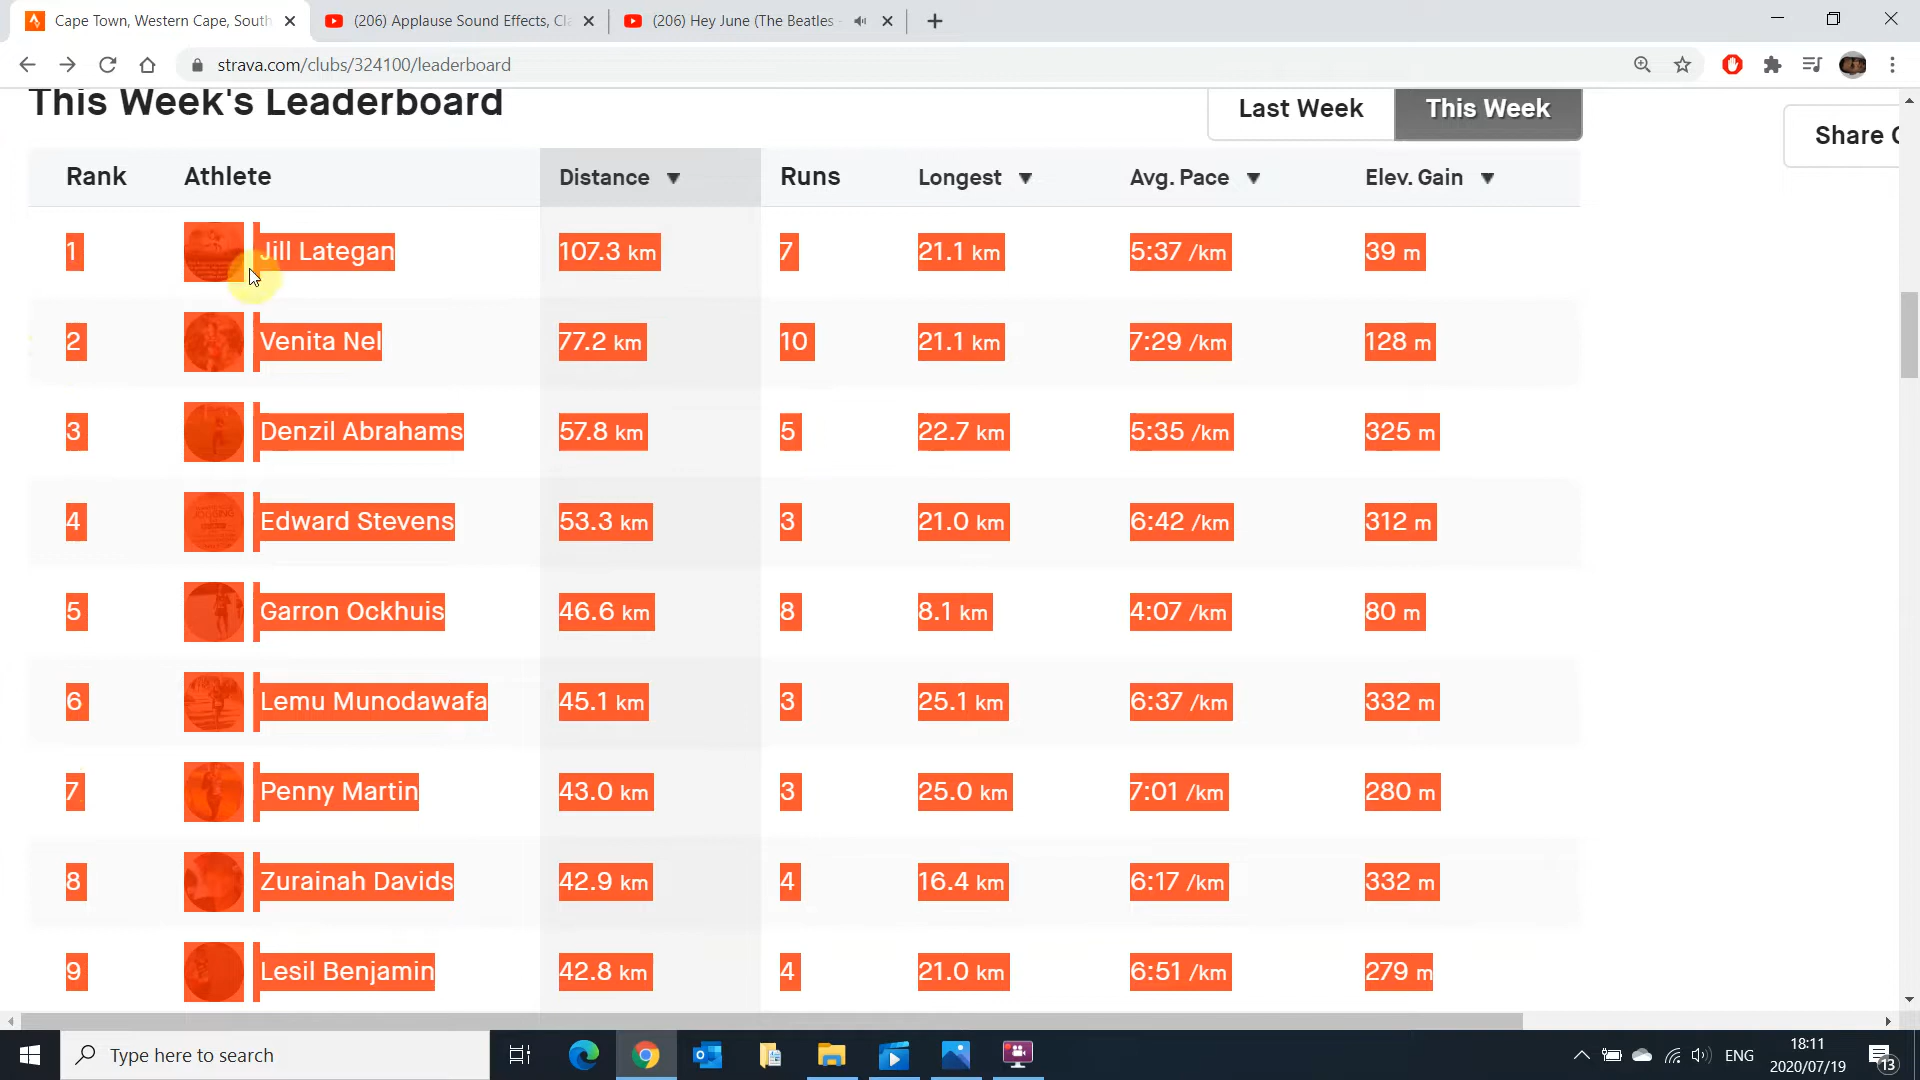 Cape Town, Western Cape, South
(206) Applause Sound Effects, Cl
(206) Hey June (The Beatles -
strava.com/clubs/324100/leaderboard
This Week's Leaderboard
Last Week
This Week
Share
Rank Athlete Distance ▼ Runs Longest ▼ Avg. Pace ▼ Elev. Gain ▼
1 Jill Lategan 107.3 km 7 21.1 km 5:37 /km 39 m
2 Venita Nel 77.2 km 10 21.1 km 7:29 /km 128 m
3 Denzil Abrahams 57.8 km 5 22.7 km 5:35 /km 325 m
4 Edward Stevens 53.3 km 3 21.0 km 6:42 /km 312 m
5 Garron Ockhuis 46.6 km 8 8.1 km 4:07 /km 80 m
6 Lemu Munodawafa 45.1 km 3 25.1 km 6:37 /km 332 m
7 Penny Martin 43.0 km 3 25.0 km 7:01 /km 280 m
8 Zurainah Davids 42.9 km 4 16.4 km 6:17 /km 332 m
9 Lesil Benjamin 42.8 km 4 21.0 km 6:51 /km 279 m
Type here to search
ENG
18:11
2020/07/19
13